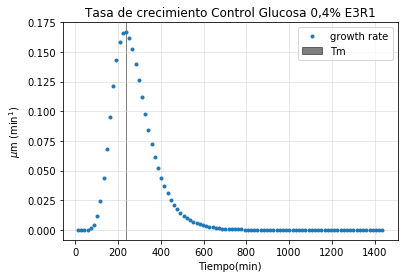 Tasa de crecimiento Control Glucosa 0,4% E3R1
growth rate
Tm
0.175
0.150
0.125
0.100
0.075
0.050
0.025
0.000
μm (min¹)
0 200 400 600 800 1000 1200 1400
Tiempo(min)